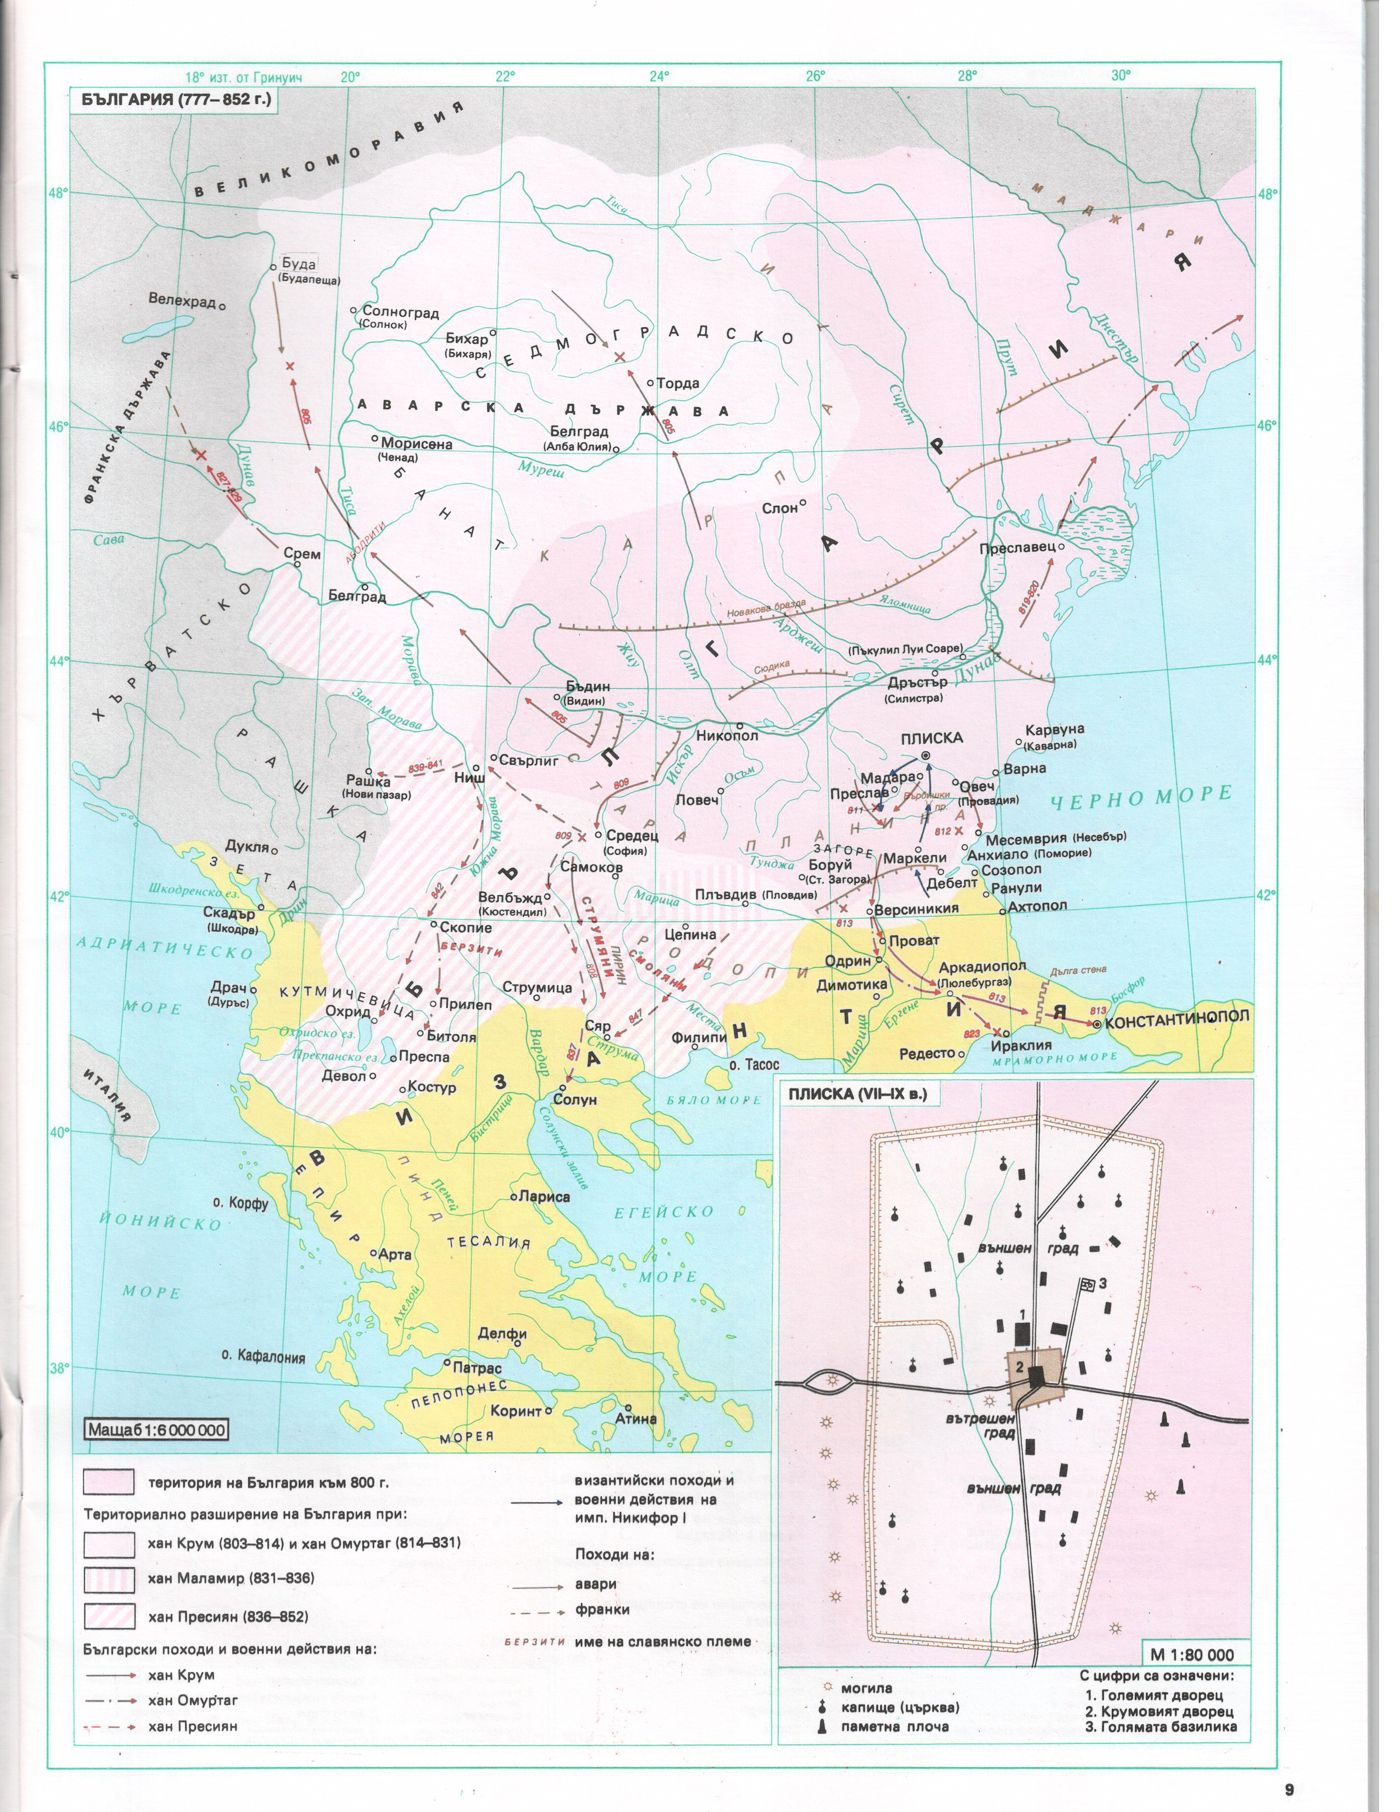 18° изт. от Гринуич
20°
22°
24°
26°
28°
30°
БЪЛГАРИЯ (777–852 г.)
ВЕЛИКОМОРАВИЯ
48°
48°
МАДЖАРИ
Тиса
Буда
(Будапеща)
Велехрад
Солноград
(Солнок)
Бихар
(Бихаря)
СЕДМОГРАДСКО
Днестър
Прут
Сирет
Торда
АВАРСКА ДЪРЖАВА
ФРАНКСКА ДЪРЖАВА
805
805
46°
46°
Морисена
(Ченад)
Белград
(Алба Юлия)
Муреш
БАНАТ
Дунав
827-829
Тиса
КАРПАТИ
Слон
Сава
АБОДРИТИ
Срем
Белград
Преславец
819-820
Новакова бразда
Яломница
Арджеш
ХЪРВАТСКО
Морава
Жиу
Олт
Сюдика
(Пъкулил Луи Соаре)
Дунав
44°
44°
Дръстър
(Силистра)
Бъдин
(Видин)
805
Зап. Морава
Никопол
ПЛИСКА
Карвуна
(Каварна)
РАШКА
839-841
Рашка
(Нови пазар)
Ниш
Свърлиг
809
Искър
Осъм
Ловеч
Мадара
Преслав
Върбишки
пр.
811
Овеч
(Провадия)
Варна
ЧЕРНО МОРЕ
СТАРА ПЛАНИНА
812
Месемврия (Несебър)
Анхиало (Поморие)
Созопол
Ранули
Ахтопол
Дукля
ЗЕТА
Южна Морава
809
Средец
(София)
Самоков
ЗАГОРЕ
Тунджа
Боруй
(Ст. Загора)
Маркели
Дебелт
Шкодренско ез.
Дрин
42°
42°
842
Велбъжд
(Кюстендил)
Марица
Плъвдив (Пловдив)
813
Версиникия
Скадър
(Шкодра)
Скопие
БЕРЗИТИ
СТРУМЯНИ
808
ПИРИН
СМОЛЯНИ
РОДОПИ
Цепина
Проват
Одрин
Аркадиопол
(Люлебургаз)
Дълга стена
Босфор
АДРИАТИЧЕСКО
МОРЕ
Драч
(Дуръс)
КУТМИЧЕВИЦА
Охрид
Прилеп
Струмица
Димотика
Ергене
813
813
КОНСТАНТИНОПОЛ
Охридско ез.
Битоля
Вардар
Сяр
847
Места
Филипи
Марица
823
Ираклия
Редесто
МРАМОРНО МОРЕ
Преспанско ез.
Преспа
Девол
Костур
837
Струма
о. Тасос
Солун
БЯЛО МОРЕ
БЪЛГАРИЯ
ВИЗАНТИЯ
ИТАЛИЯ
40°
Бистрица
Солунски залив
ПИНД
ЕПИР
Пеней
о. Корфу
Лариса
ЙОНИЙСКО
МОРЕ
ТЕСАЛИЯ
ЕГЕЙСКО
МОРЕ
Арта
Ахелой
Делфи
38°
о. Кафалония
Патрас
ПЕЛОПОНЕС
Коринт
Атина
МОРЕЯ
Мащаб 1:6 000 000
територия на България към 800 г.
Териториално разширение на България при:
хан Крум (803–814) и хан Омуртаг (814–831)
хан Маламир (831–836)
хан Пресиян (836–852)
Български походи и военни действия на:
хан Крум
хан Омуртаг
хан Пресиян
византийски походи и
военни действия на
имп. Никифор I
Походи на:
авари
франки
БЕРЗИТИ име на славянско племе
ПЛИСКА (VII–IX в.)
външен град
3
1
2
вътрешен
град
външен град
М 1:80 000
могила
капище (църква)
паметна плоча
С цифри са означени:
1. Големият дворец
2. Крумовият дворец
3. Голямата базилика
9